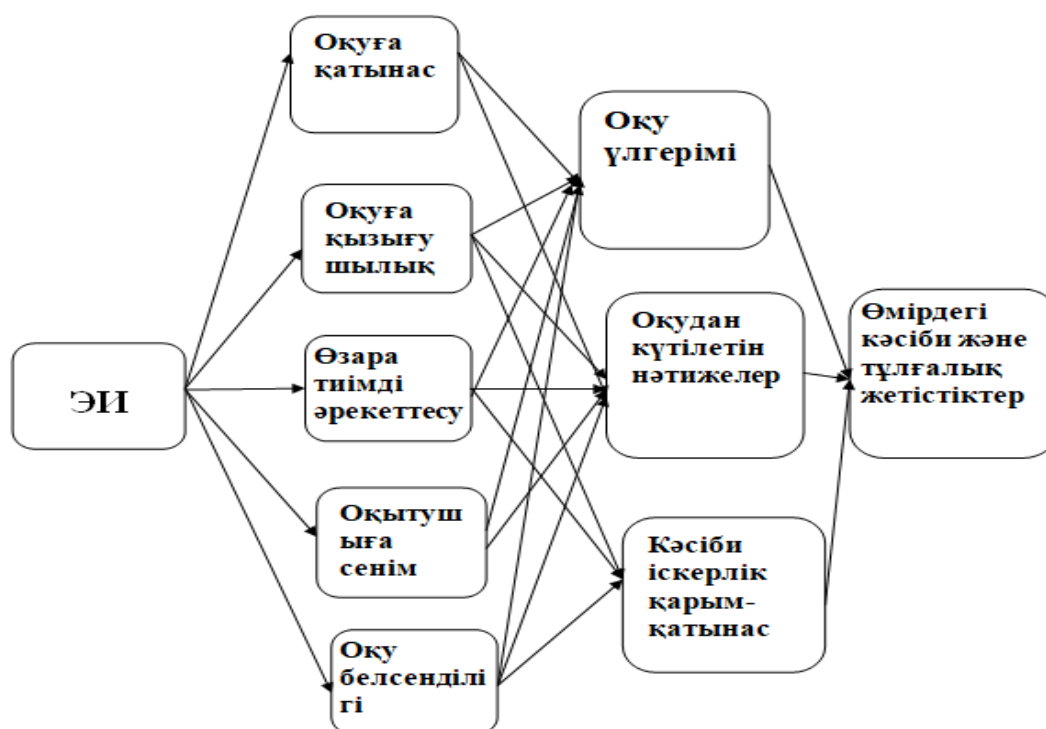 ЭИ
Оқуға
қатынас
Оқуға
қызығу
шылық
Өзара
тиімді
әрекеттесу
Оқытуш
ыға
сенім
Оқу
белсенділі
гі
Оқу
үлгерімі
Оқудан
күтілетін
нәтижелер
Кәсіби
іскерлік
қарым-
қатынас
Өмірдегі
кәсіби және
тұлғалық
жетістіктер